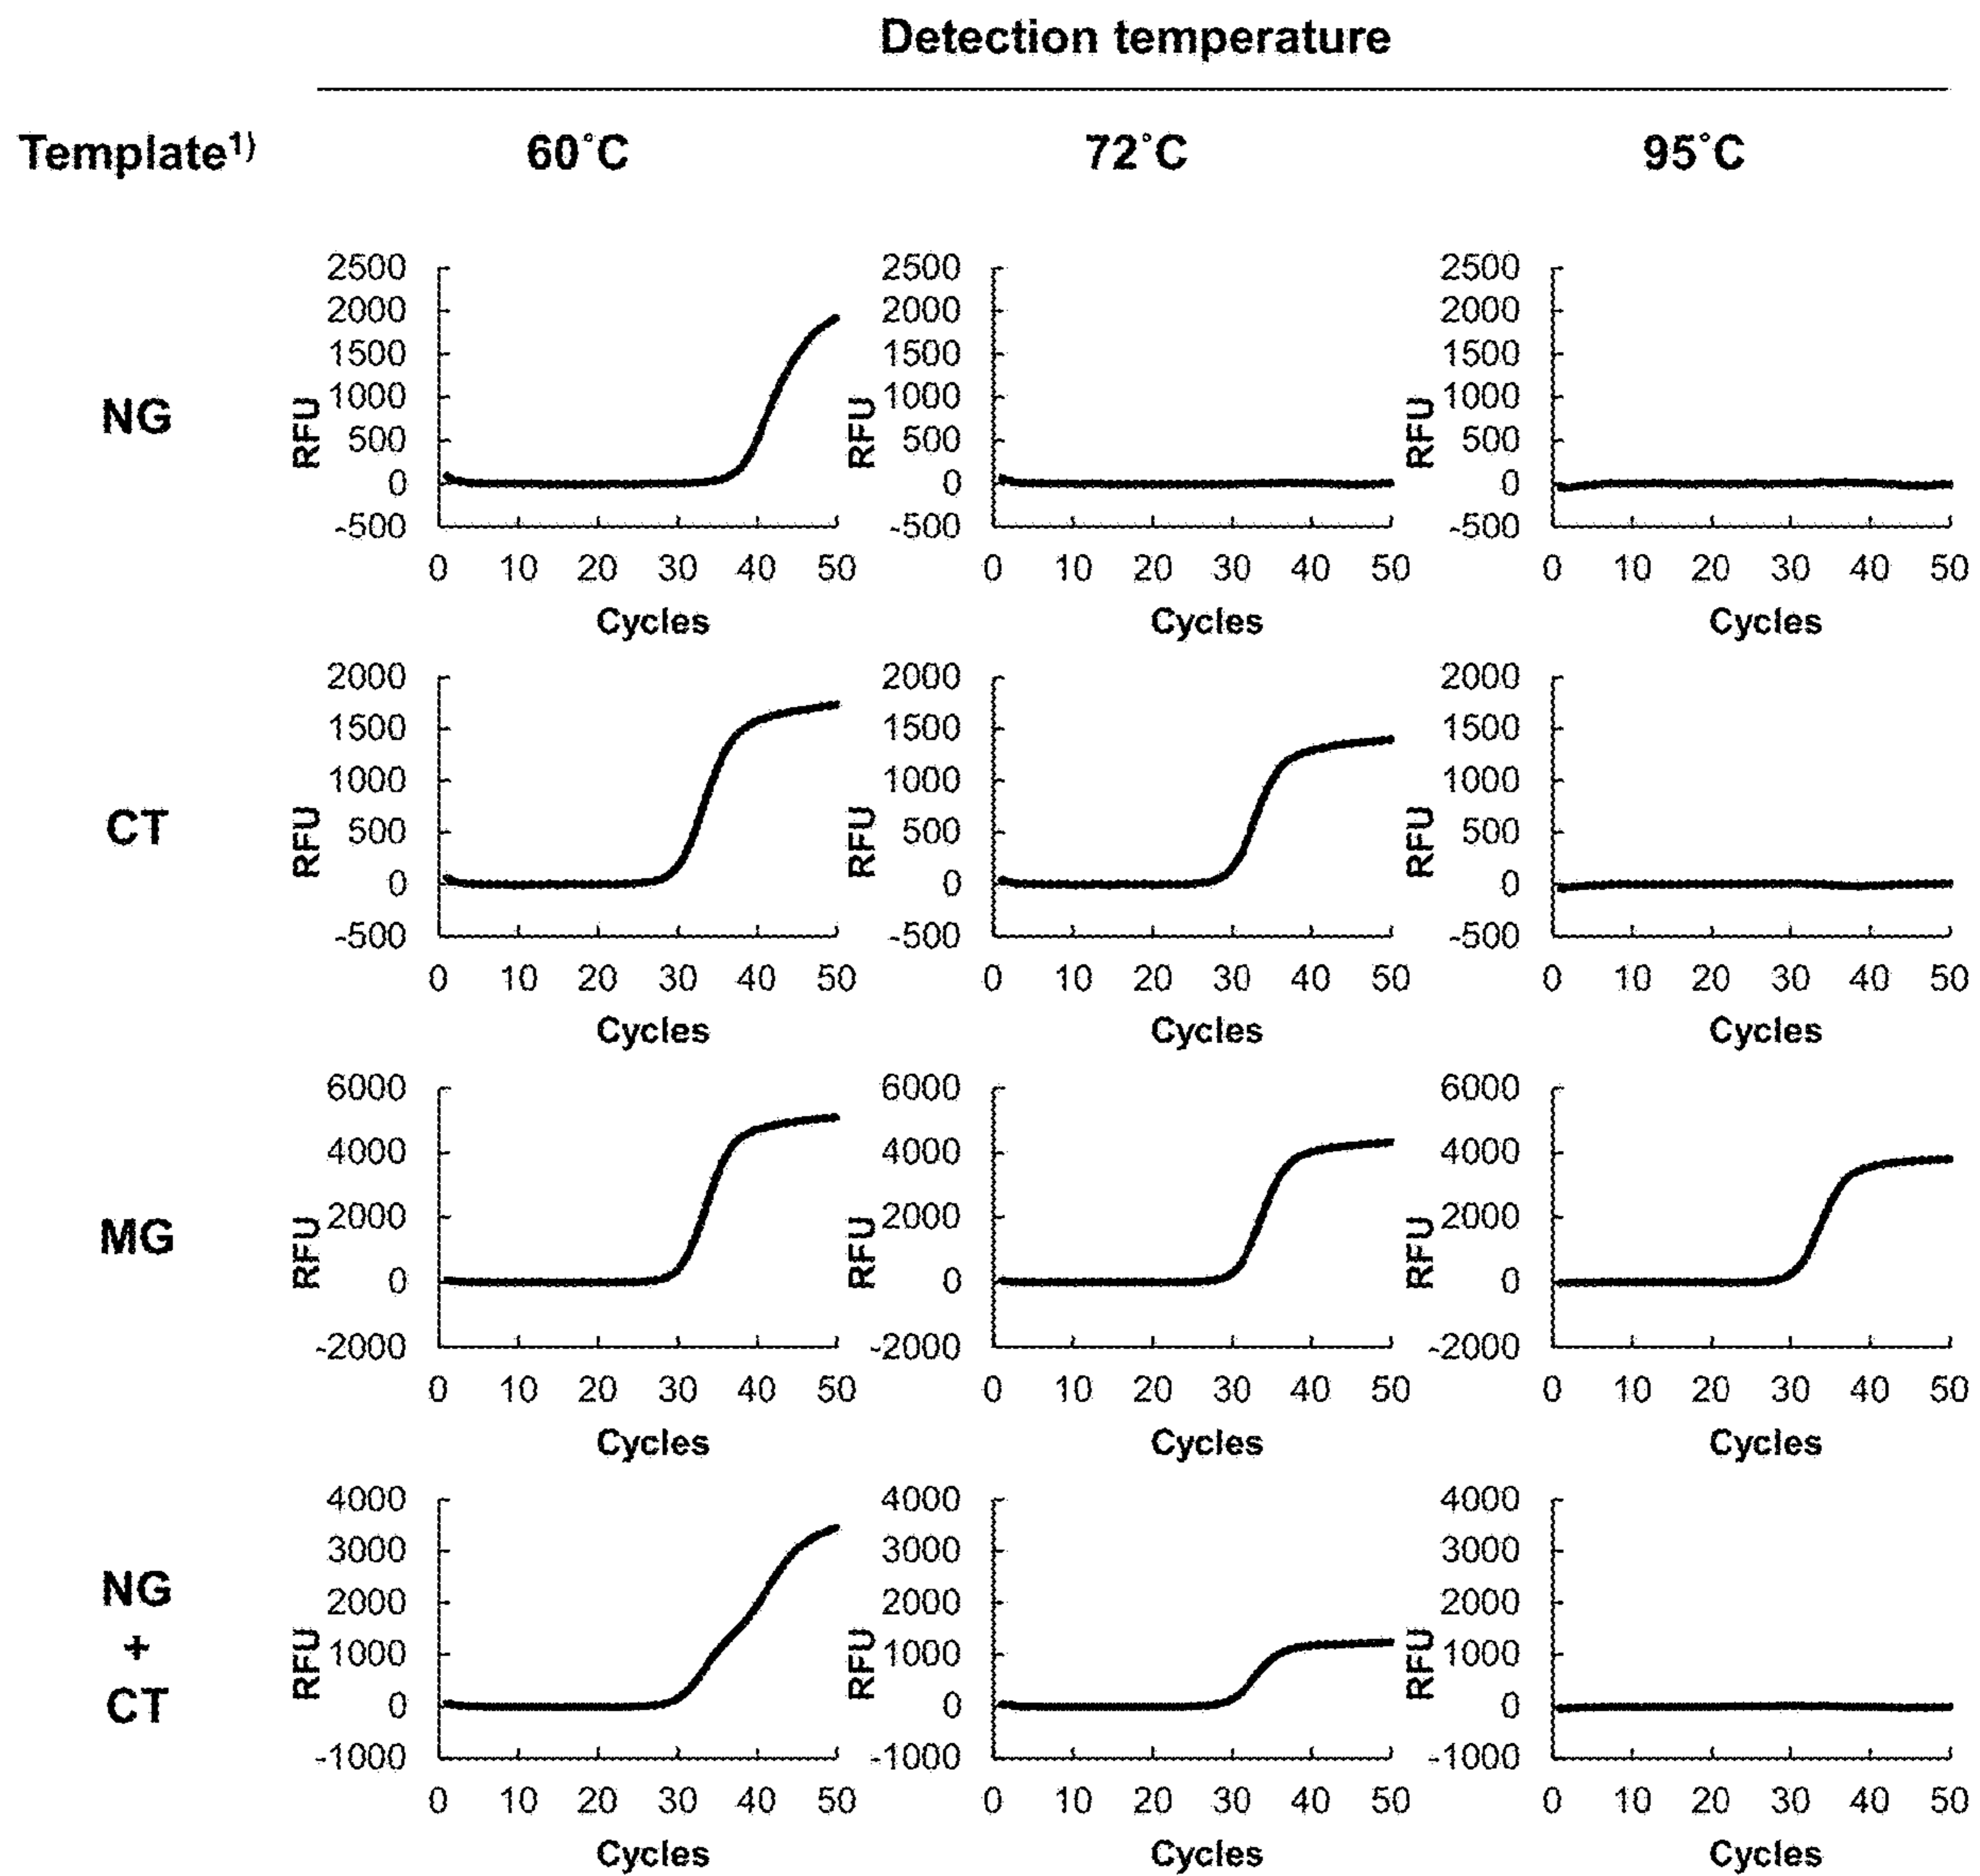 Detection temperature
Template¹⁾ 60°C 72°C 95°C
NG
2500 2500 2500
2000 2000 2000
1500 1500 1500
1000 1000 1000
500 500 500
0 0 0
-500 -500 -500
RFU RFU RFU
0 10 20 30 40 50 0 10 20 30 40 50 0 10 20 30 40 50
Cycles Cycles Cycles
CT
2000 2000 2000
1500 1500 1500
1000 1000 1000
500 500 500
0 0 0
-500 -500 -500
RFU RFU RFU
0 10 20 30 40 50 0 10 20 30 40 50 0 10 20 30 40 50
Cycles Cycles Cycles
MG
6000 6000 6000
4000 4000 4000
2000 2000 2000
0 0 0
-2000 -2000 -2000
RFU RFU RFU
0 10 20 30 40 50 0 10 20 30 40 50 0 10 20 30 40 50
Cycles Cycles Cycles
NG
+
CT
4000 4000 4000
3000 3000 3000
2000 2000 2000
1000 1000 1000
0 0 0
-1000 -1000 -1000
RFU RFU RFU
0 10 20 30 40 50 0 10 20 30 40 50 0 10 20 30 40 50
Cycles Cycles Cycles